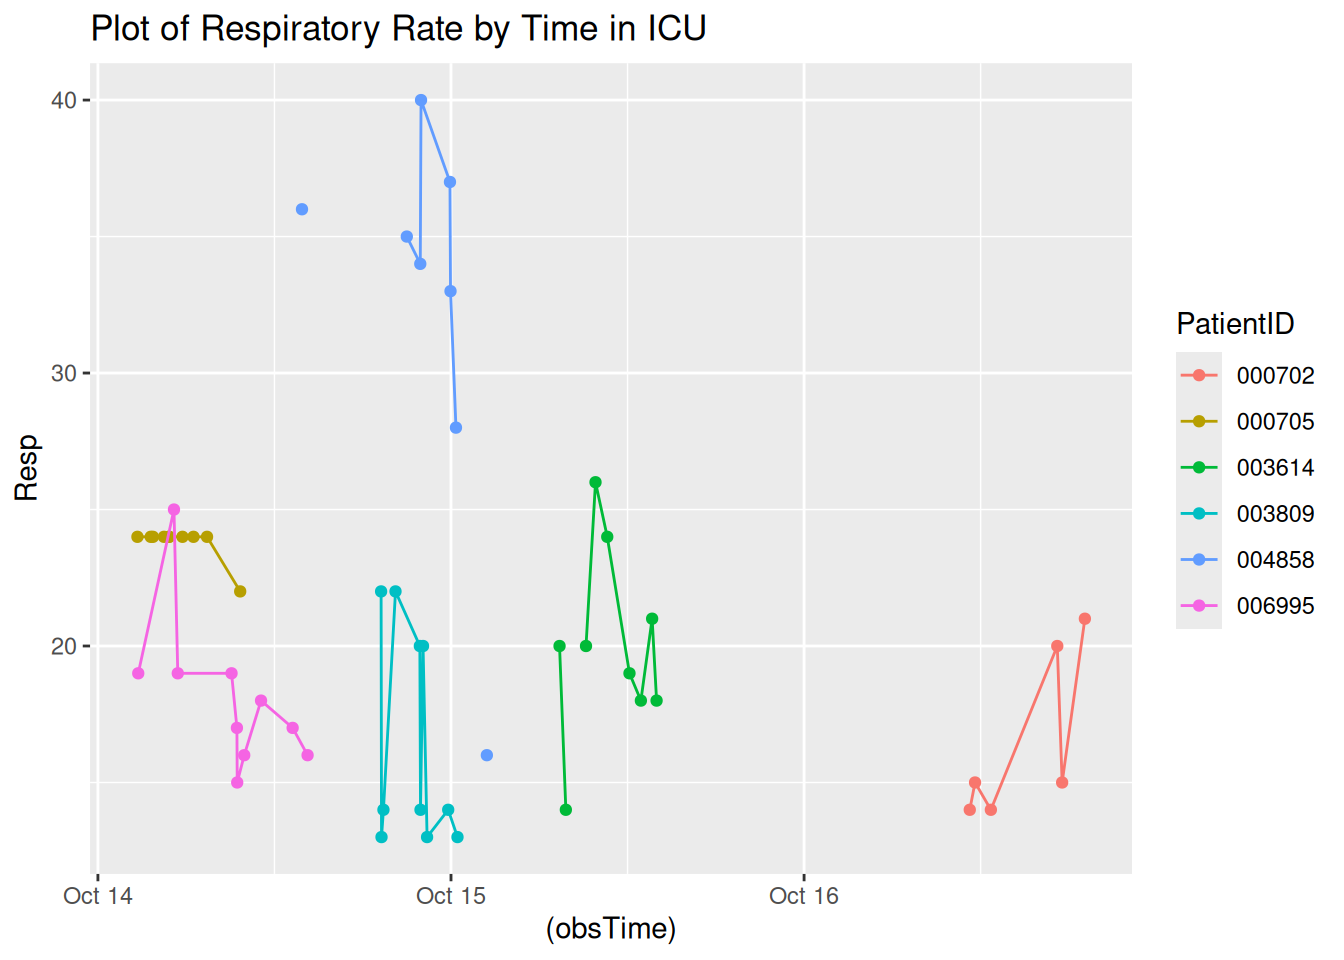 Plot of Respiratory Rate by Time in ICU
40
30
20
Resp
Oct 14
Oct 15
Oct 16
(obsTime)
PatientID
000702
000705
003614
003809
004858
006995